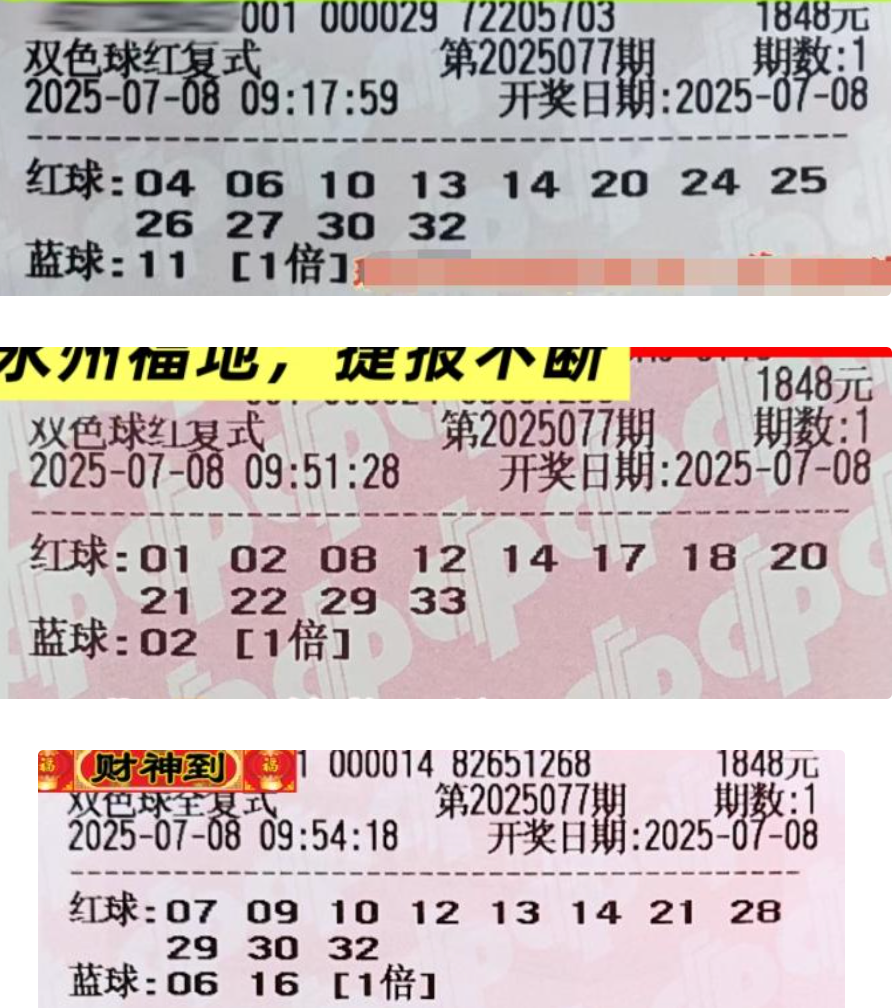 001 000029 72205703 1848元
双色球红复式 第2025077期 期数:1
2025-07-08 09:17:59 开奖日期:2025-07-08
红球:04 06 10 13 14 20 24 25
26 27 30 32
蓝球:11 [1倍]
永州福地，捷报不断
1848元
双色球红复式 第2025077期 期数:1
2025-07-08 09:51:28 开奖日期:2025-07-08
红球:01 02 08 12 14 17 18 20
21 22 29 33
蓝球:02 [1倍]
福 财神到 福 1 000014 82651268 1848元
双色球全复式 第2025077期 期数:1
2025-07-08 09:54:18 开奖日期:2025-07-08
红球:07 09 10 12 13 14 21 28
29 30 32
蓝球:06 16 [1倍]